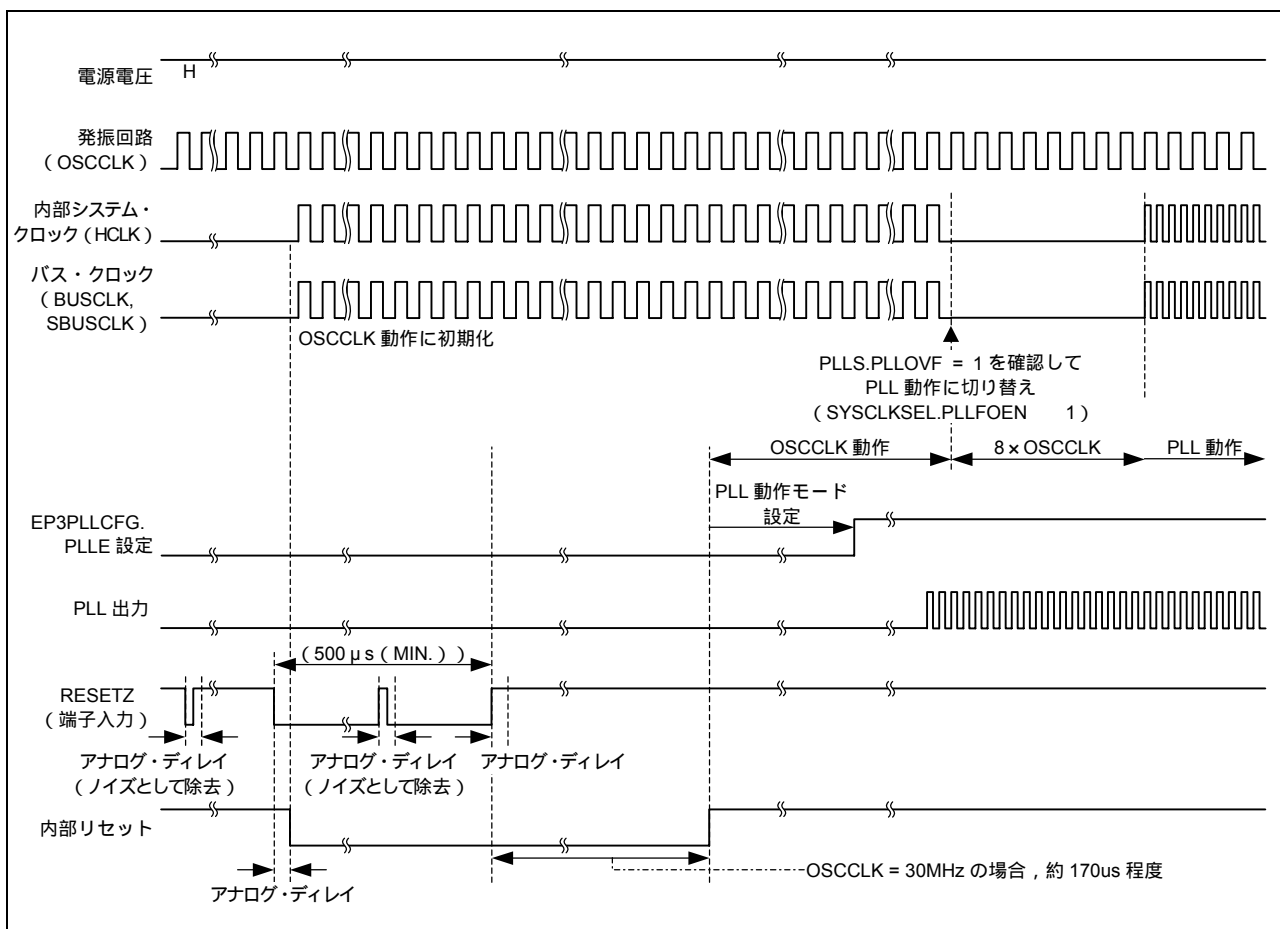 電源電圧
H
発振回路
（OSCCLK）
内部システム・
クロック（HCLK）
バス・クロック
（BUSCLK,
SBUSCLK）
OSCCLK 動作に初期化
PLLS.PLLOVF = 1 を確認して
PLL 動作に切り替え
（SYSCLKSEL.PLLFOEN 1）
OSCCLK 動作
8×OSCCLK
PLL 動作
PLL 動作モード
設定
EP3PLLCFG.
PLLE 設定
PLL 出力
（500 μs（MIN.））
RESETZ
（端子入力）
アナログ・ディレイ
（ノイズとして除去）
アナログ・ディレイ
（ノイズとして除去）
アナログ・ディレイ
内部リセット
OSCCLK = 30MHz の場合，約 170us 程度
アナログ・ディレイ